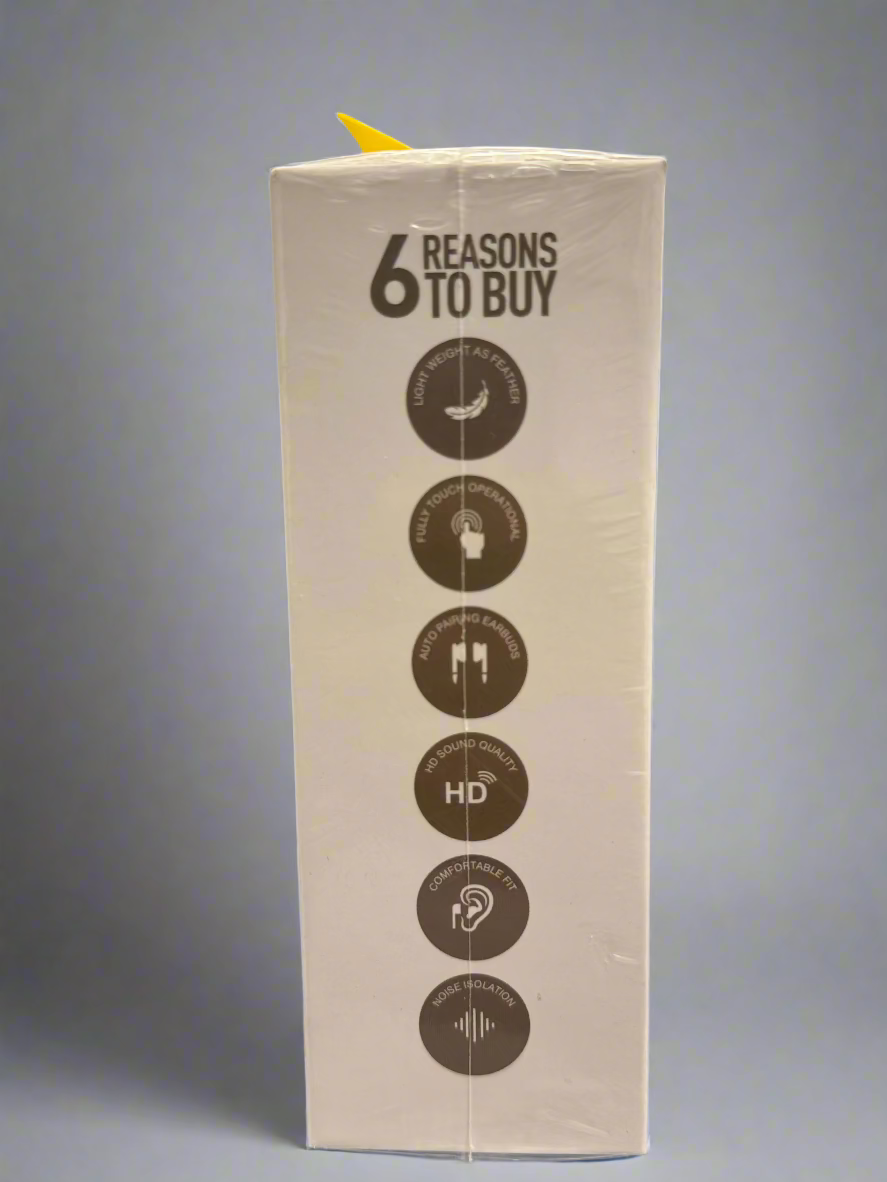 6 REASONS
TO BUY
LIGHT WEIGHT AS FEATHER
FULLY TOUCH OPERATIONAL
AUTO PAIRING EARBUDS
HD SOUND QUALITY
HD
COMFORTABLE FIT
NOISE ISOLATION